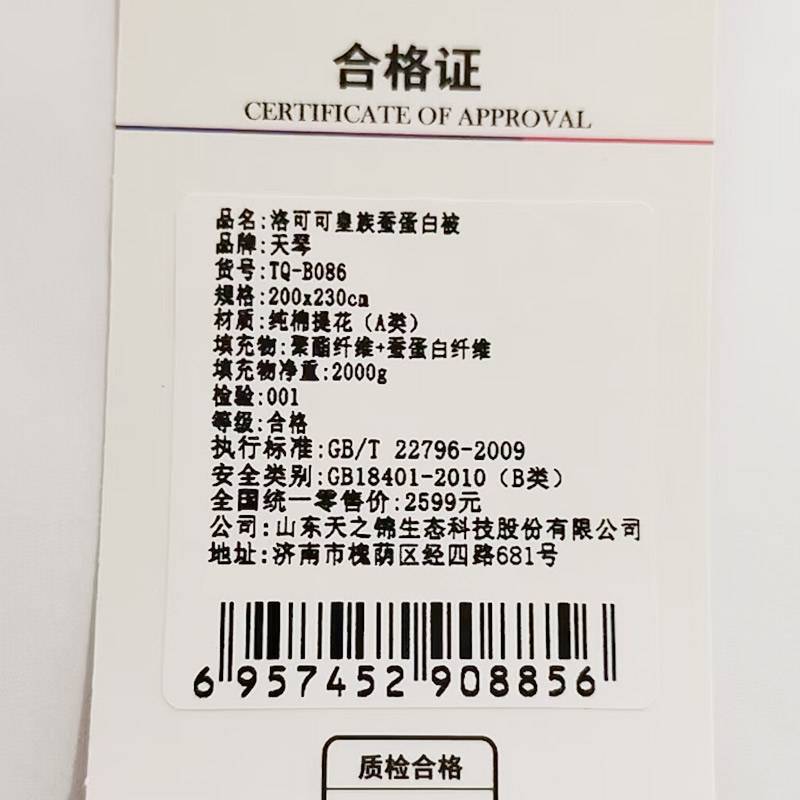 合格证
CERTIFICATE OF APPROVAL
品名:洛可可皇族蚕蛋白被
品牌:天琴
货号:TQ-B086
规格:200x230cm
材质:纯棉提花（A类）
填充物:聚酯纤维+蚕蛋白纤维
填充物净重:2000g
检验:001
等级:合格
执行标准:GB/T 22796-2009
安全类别:GB18401-2010（B类）
全国统一零售价:2599元
公司:山东天之锦生态科技股份有限公司
地址:济南市槐荫区经四路681号
6 957452 908856
质检合格